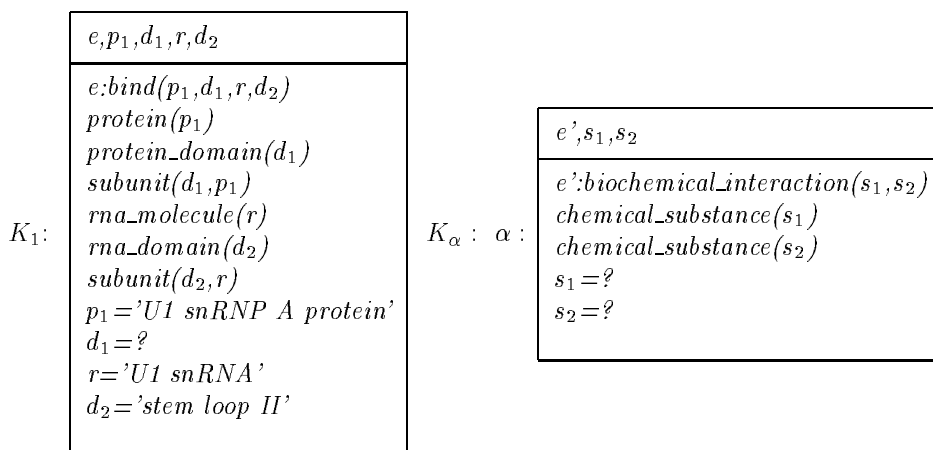 e,p₁,d₁,r,d₂
K₁:
e:bind(p₁,d₁,r,d₂)
protein(p₁)
protein_domain(d₁)
subunit(d₁,p₁)
rna_molecule(r)
rna_domain(d₂)
subunit(d₂,r)
p₁='U1 snRNP A protein'
d₁=?
r='U1 snRNA'
d₂='stem loop II'
K_α : α :
e',s₁,s₂
e':biochemical_interaction(s₁,s₂)
chemical_substance(s₁)
chemical_substance(s₂)
s₁=?
s₂=?